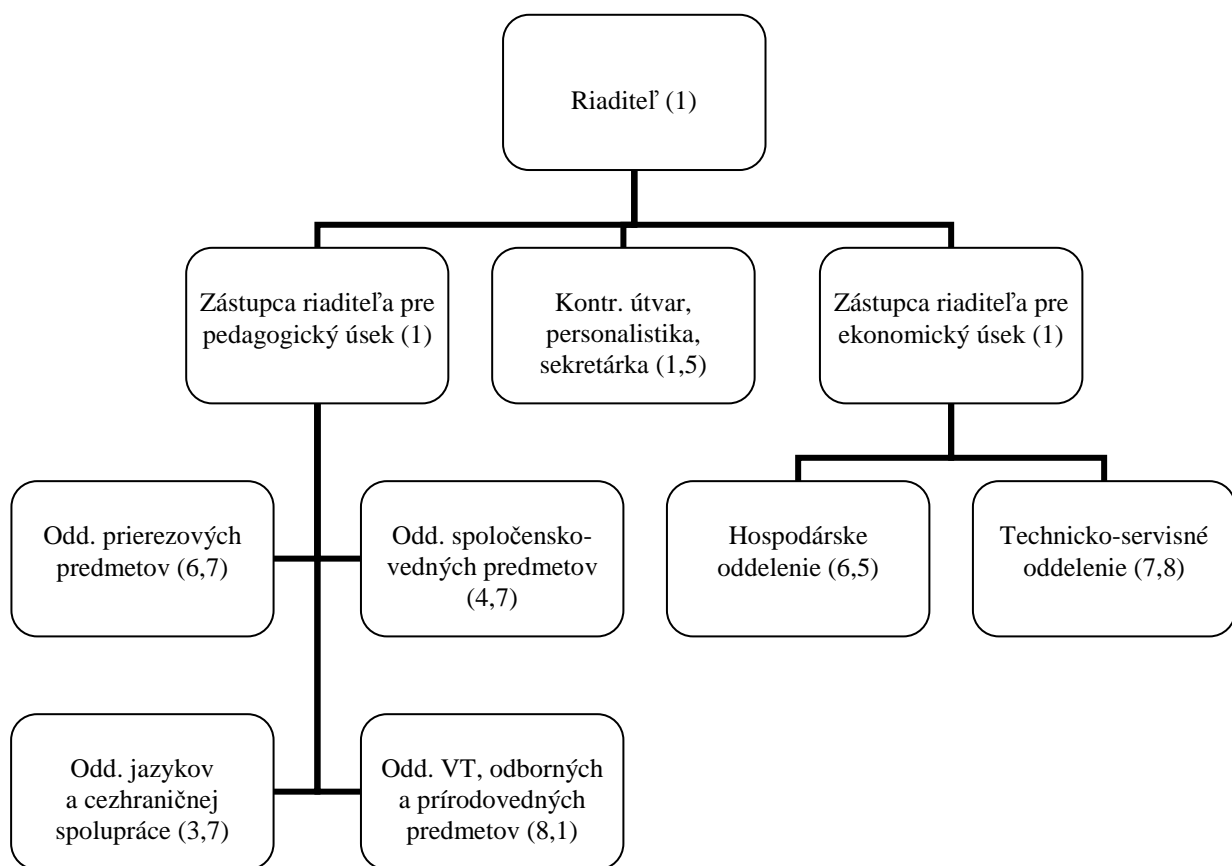 Riaditeľ (1)
Zástupca riaditeľa pre
pedagogický úsek (1)
Kontr. útvar,
personalistika,
sekretárka (1,5)
Zástupca riaditeľa pre
ekonomický úsek (1)
Odd. prierezových
predmetov (6,7)
Odd. spoločensko-
vedných predmetov
(4,7)
Hospodárske
oddelenie (6,5)
Technicko-servisné
oddelenie (7,8)
Odd. jazykov
a cezhraničnej
spolupráce (3,7)
Odd. VT, odborných
a prírodovedných
predmetov (8,1)